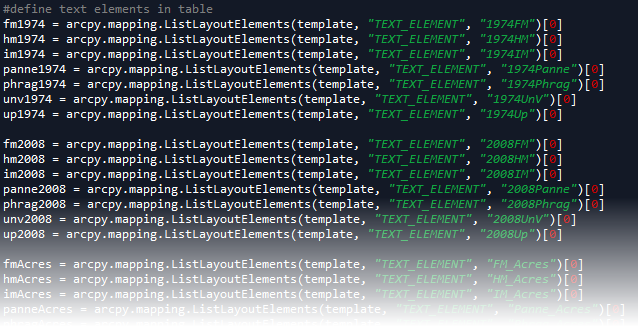 #define text elements in table
fm1974 = arcpy.mapping.ListLayoutElements(template, "TEXT_ELEMENT", "1974FM")[0]
hm1974 = arcpy.mapping.ListLayoutElements(template, "TEXT_ELEMENT", "1974HM")[0]
im1974 = arcpy.mapping.ListLayoutElements(template, "TEXT_ELEMENT", "1974IM")[0]
panne1974 = arcpy.mapping.ListLayoutElements(template, "TEXT_ELEMENT", "1974Panne")[0]
phrag1974 = arcpy.mapping.ListLayoutElements(template, "TEXT_ELEMENT", "1974Phrag")[0]
unv1974 = arcpy.mapping.ListLayoutElements(template, "TEXT_ELEMENT", "1974UnV")[0]
up1974 = arcpy.mapping.ListLayoutElements(template, "TEXT_ELEMENT", "1974Up")[0]
fm2008 = arcpy.mapping.ListLayoutElements(template, "TEXT_ELEMENT", "2008FM")[0]
hm2008 = arcpy.mapping.ListLayoutElements(template, "TEXT_ELEMENT", "2008HM")[0]
im2008 = arcpy.mapping.ListLayoutElements(template, "TEXT_ELEMENT", "2008IM")[0]
panne2008 = arcpy.mapping.ListLayoutElements(template, "TEXT_ELEMENT", "2008Panne")[0]
phrag2008 = arcpy.mapping.ListLayoutElements(template, "TEXT_ELEMENT", "2008Phrag")[0]
unv2008 = arcpy.mapping.ListLayoutElements(template, "TEXT_ELEMENT", "2008UnV")[0]
up2008 = arcpy.mapping.ListLayoutElements(template, "TEXT_ELEMENT", "2008Up")[0]
fmAcres = arcpy.mapping.ListLayoutElements(template, "TEXT_ELEMENT", "FM_Acres")[0]
hmAcres = arcpy.mapping.ListLayoutElements(template, "TEXT_ELEMENT", "HM_Acres")[0]
imAcres = arcpy.mapping.ListLayoutElements(template, "TEXT_ELEMENT", "IM_Acres")[0]
panneAcres = arcpy.mapping.ListLayoutElements(template, "TEXT_ELEMENT",